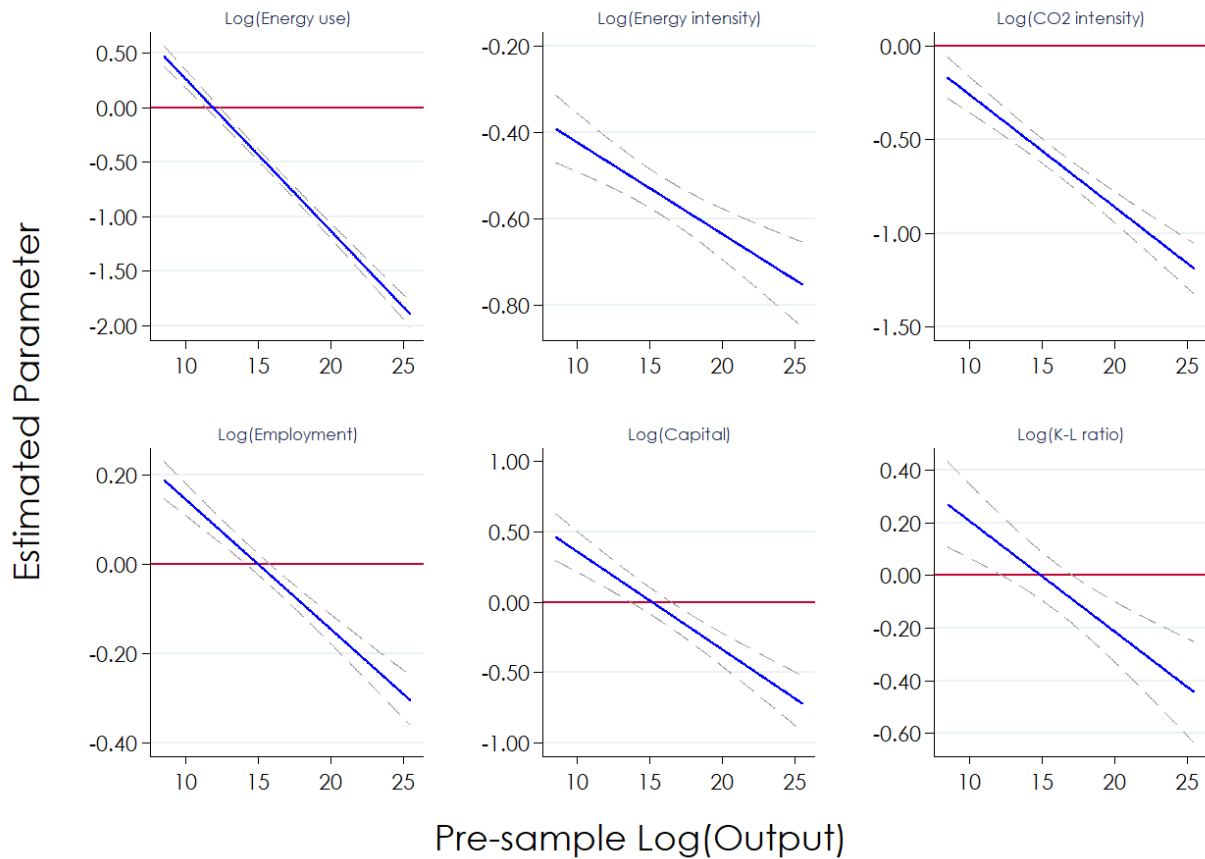 Log(Energy use)
Log(Energy intensity)
Log(CO2 intensity)
0.50
0.00
-0.50
-1.00
-1.50
-2.00
10 15 20 25
-0.20
-0.40
-0.60
-0.80
10 15 20 25
0.00
-0.50
-1.00
-1.50
10 15 20 25
Estimated Parameter
Log(Employment)
Log(Capital)
Log(K-L ratio)
0.20
0.00
-0.20
-0.40
10 15 20 25
1.00
0.50
0.00
-0.50
-1.00
10 15 20 25
0.40
0.20
0.00
-0.20
-0.40
-0.60
10 15 20 25
Pre-sample Log(Output)